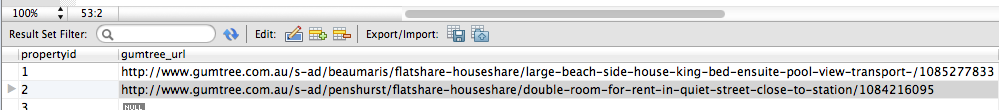 100% 53:2
Result Set Filter: Edit: Export/Import:
propertyid gumtree_url
1 http://www.gumtree.com.au/s-ad/beaumaris/flatshare-houseshare/large-beach-side-house-king-bed-ensuite-pool-view-transport-/1085277833
2 http://www.gumtree.com.au/s-ad/penshurst/flatshare-houseshare/double-room-for-rent-in-quiet-street-close-to-station/1084216095
3 NULL